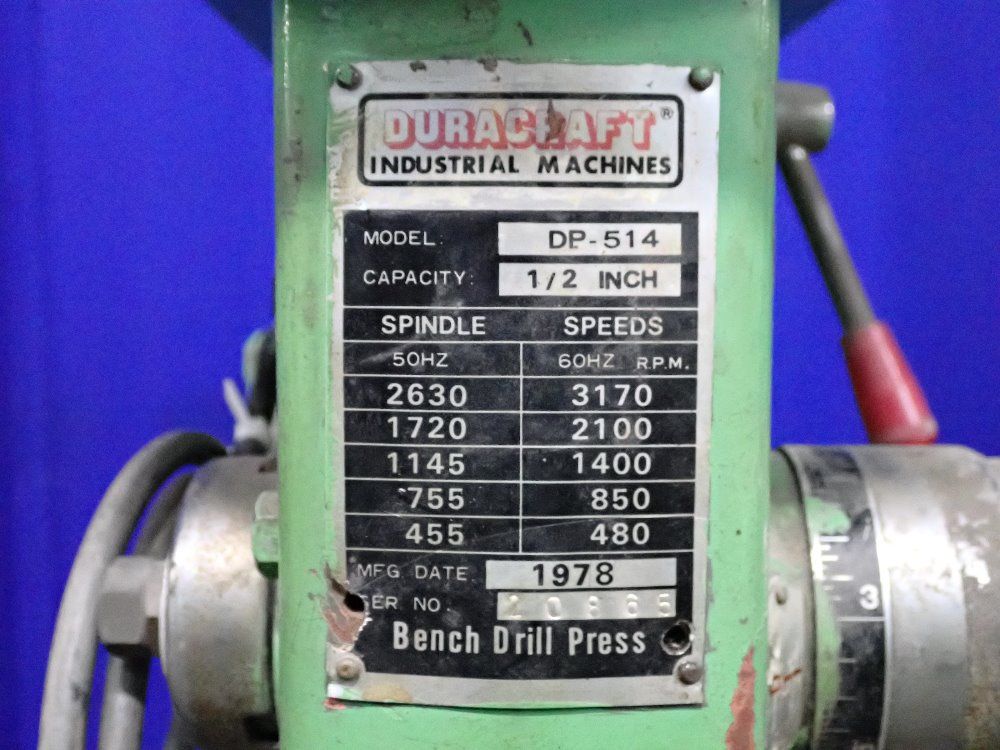 DURACRAFT®
INDUSTRIAL MACHINES
MODEL: DP-514
CAPACITY: 1/2 INCH
SPINDLE SPEEDS
50HZ 60HZ R.P.M.
2630 3170
1720 2100
1145 1400
755 850
455 480
MFG DATE 1978
SER NO:
Bench Drill Press
3